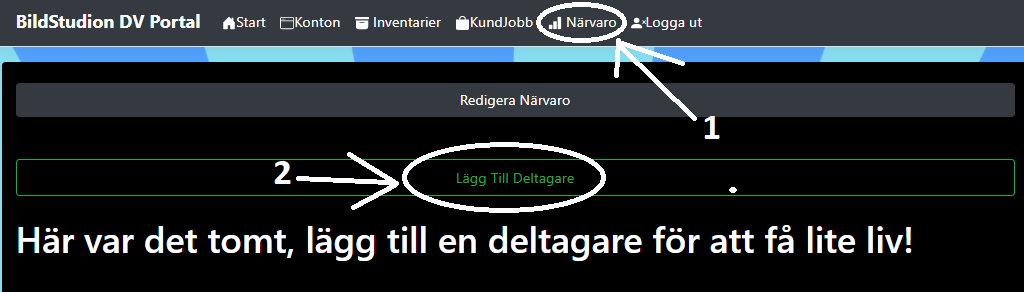 BildStudion DV Portal Start Konton Inventarier KundJobb Närvaro Logga ut
Redigera Närvaro
1
2 Lägg Till Deltagare
Här var det tomt, lägg till en deltagare för att få lite liv!